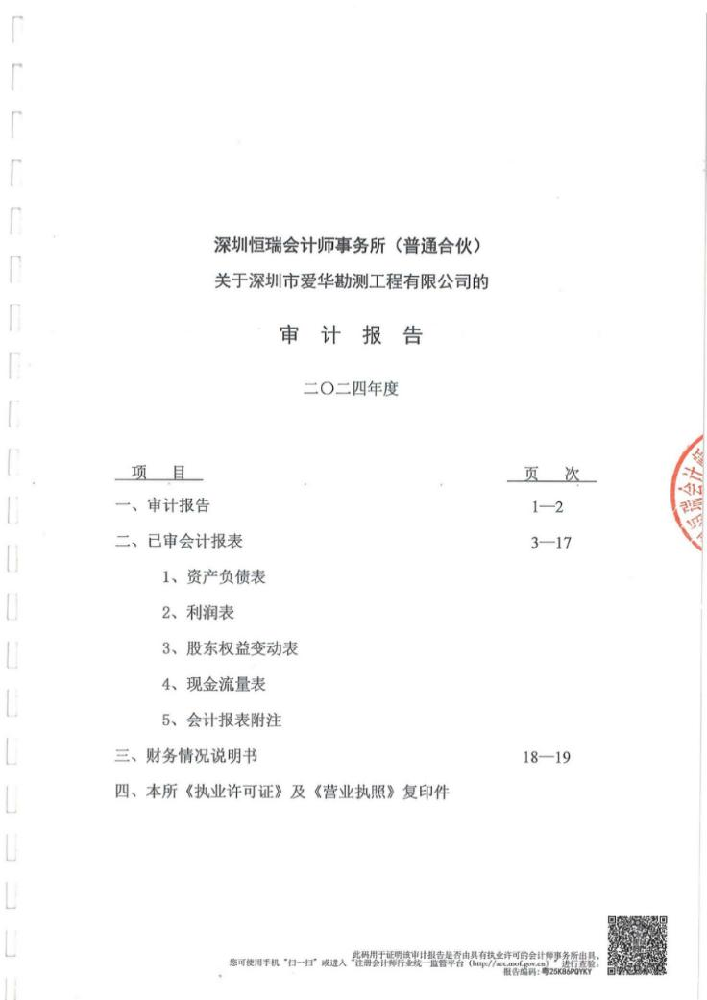 深圳恒瑞会计师事务所（普通合伙）
关于深圳市爱华勘测工程有限公司的
审 计 报 告
二〇二四年度
项 目 页 次
一、审计报告 1—2
二、已审会计报表 3—17
1、资产负债表
2、利润表
3、股东权益变动表
4、现金流量表
5、会计报表附注
三、财务情况说明书 18—19
四、本所《执业许可证》及《营业执照》复印件
瑞会计师
此码用于证明该审计报告是否由具有执业许可的会计师事务所出具，
您可使用手机“扫一扫”或进入“注册会计师行业统一监管平台（http://acc.mof.gov.cn）”进行查验。
报告编码：粤25K86PQYKY